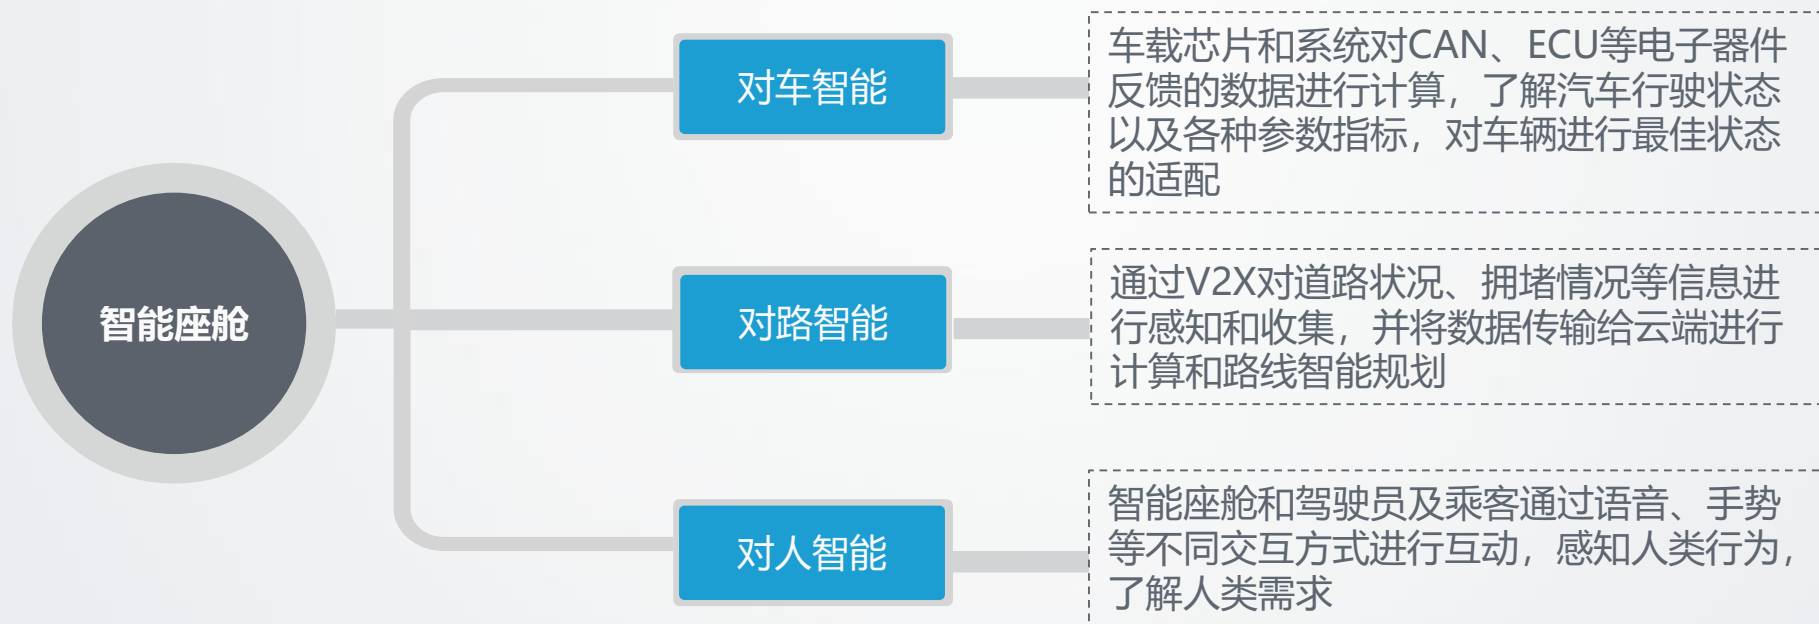 智能座舱
对车智能
车载芯片和系统对CAN、ECU等电子器件
反馈的数据进行计算，了解汽车行驶状态
以及各种参数指标，对车辆进行最佳状态
的适配
对路智能
通过V2X对道路状况、拥堵情况等信息进
行感知和收集，并将数据传输给云端进行
计算和路线智能规划
对人智能
智能座舱和驾驶员及乘客通过语音、手势
等不同交互方式进行互动，感知人类行为，
了解人类需求